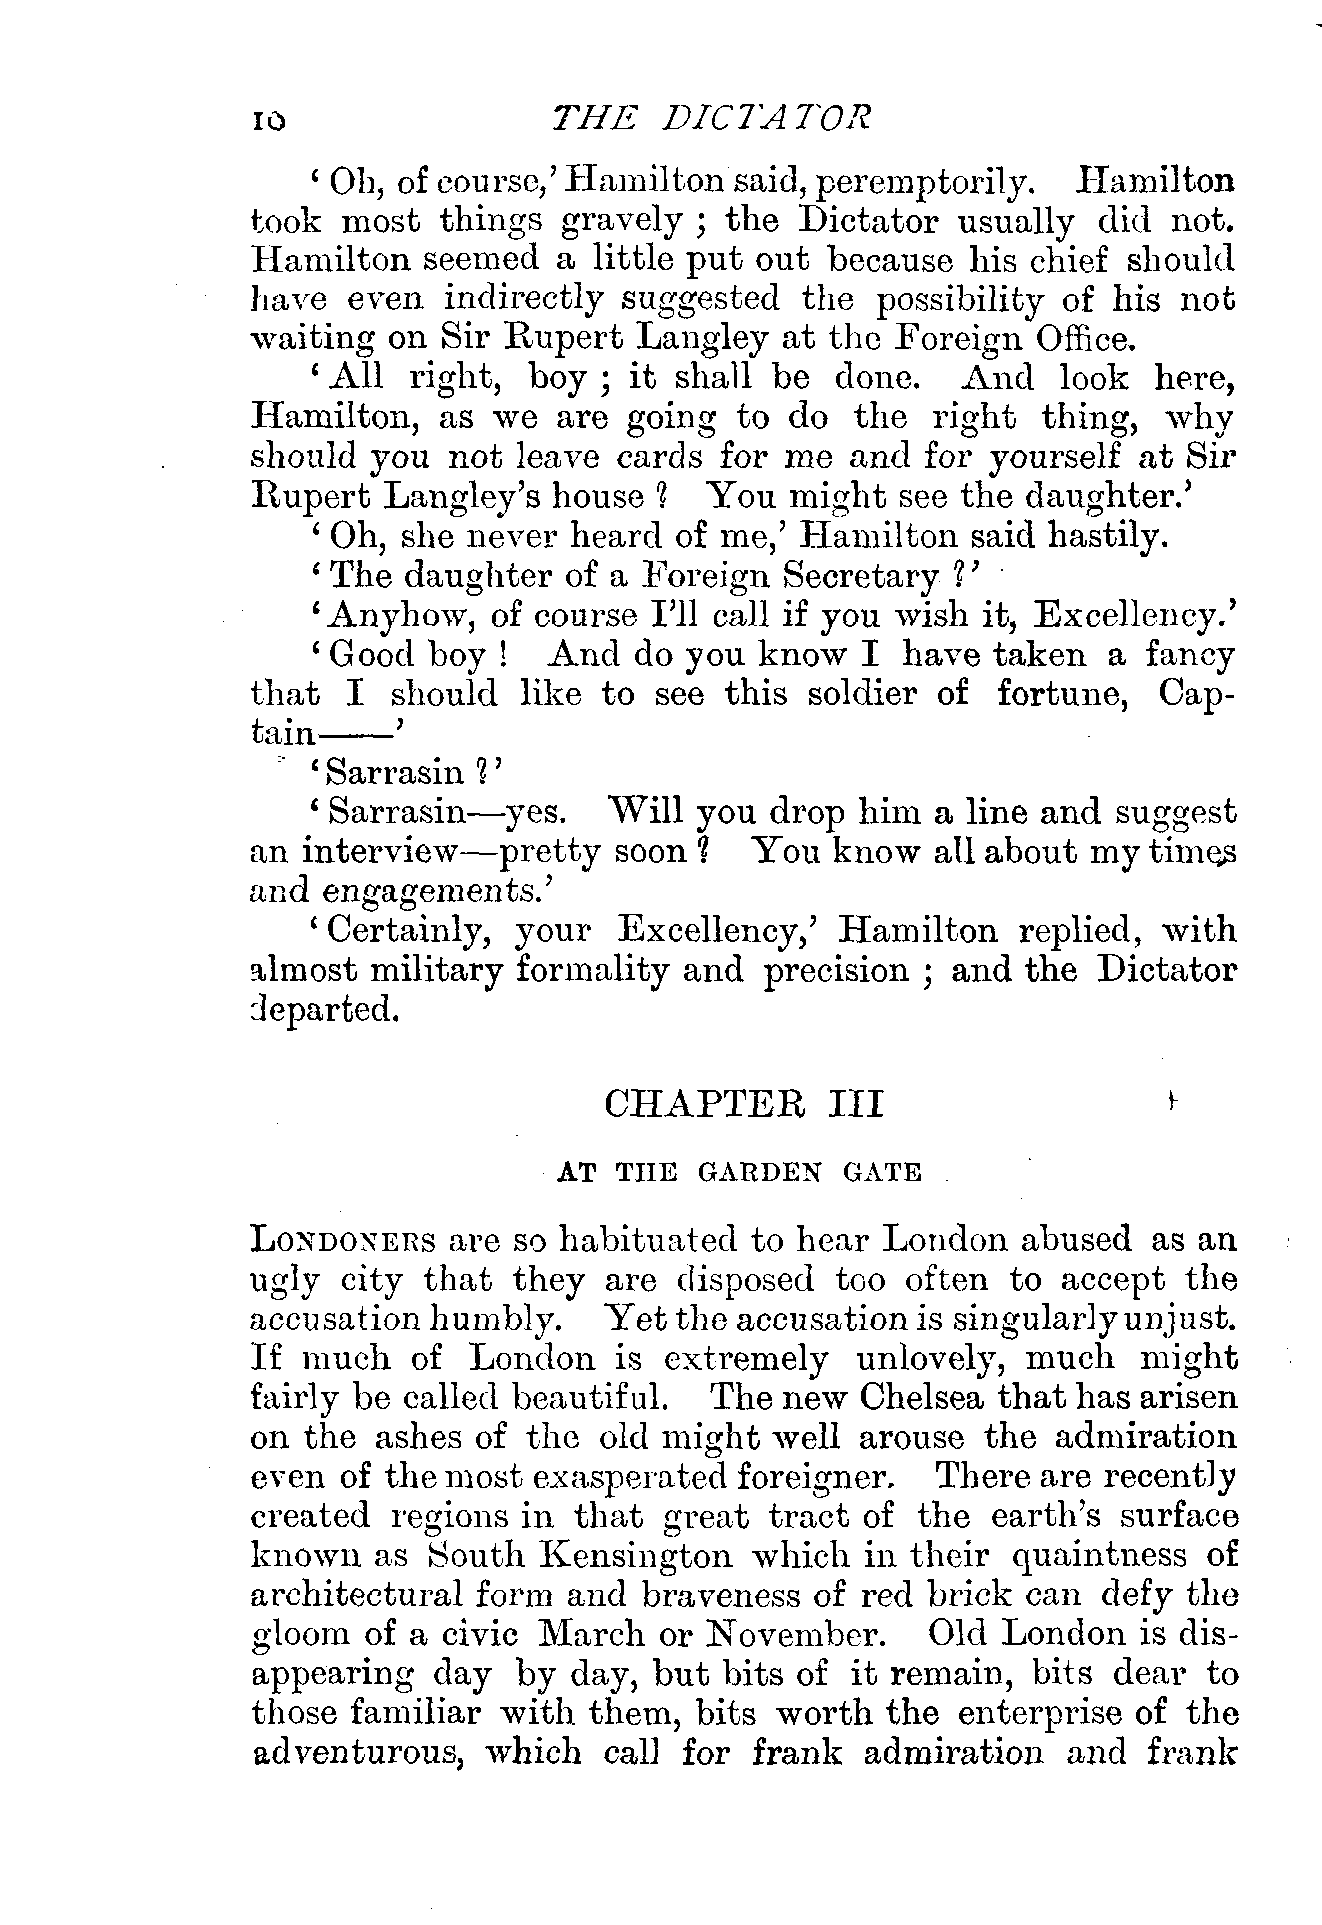 10 THE DICTATOR
‘ Oh, of course,’ Hamilton said, peremptorily. Hamilton
took most things gravely ; the Dictator usually did not.
Hamilton seemed a little put out because his chief should
have even indirectly suggested the possibility of his not
waiting on Sir Rupert Langley at the Foreign Office.
‘ All right, boy ; it shall be done. And look here,
Hamilton, as we are going to do the right thing, why
should you not leave cards for me and for yourself at Sir
Rupert Langley’s house ? You might see the daughter.’
‘ Oh, she never heard of me,’ Hamilton said hastily.
‘ The daughter of a Foreign Secretary ?’
‘ Anyhow, of course I’ll call if you wish it, Excellency.’
‘ Good boy ! And do you know I have taken a fancy
that I should like to see this soldier of fortune, Cap-
tain——’
‘ Sarrasin ?’
‘ Sarrasin—yes. Will you drop him a line and suggest
an interview—pretty soon ? You know all about my times
and engagements.’
‘ Certainly, your Excellency,’ Hamilton replied, with
almost military formality and precision ; and the Dictator
departed.
CHAPTER III
AT THE GARDEN GATE
LONDONERS are so habituated to hear London abused as an
ugly city that they are disposed too often to accept the
accusation humbly. Yet the accusation is singularly unjust.
If much of London is extremely unlovely, much might
fairly be called beautiful. The new Chelsea that has arisen
on the ashes of the old might well arouse the admiration
even of the most exasperated foreigner. There are recently
created regions in that great tract of the earth’s surface
known as South Kensington which in their quaintness of
architectural form and braveness of red brick can defy the
gloom of a civic March or November. Old London is dis-
appearing day by day, but bits of it remain, bits dear to
those familiar with them, bits worth the enterprise of the
adventurous, which call for frank admiration and frank